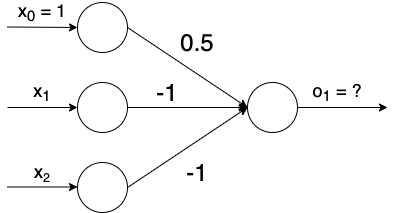 x₀ = 1
0.5
x₁
-1
o₁ = ?
x₂
-1